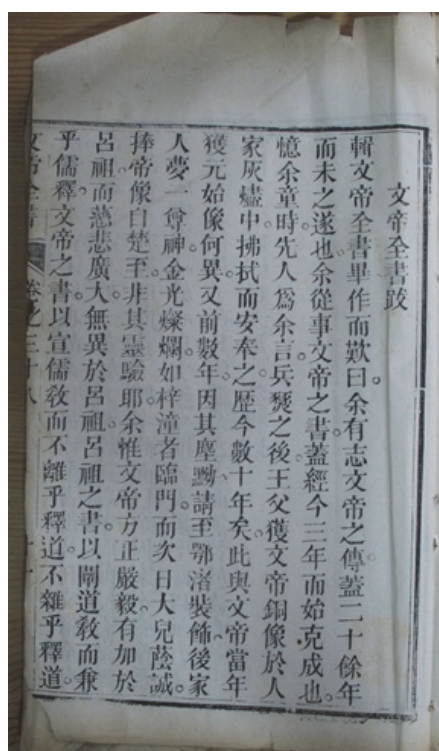 文帝全書跋
輯文帝全書畢作而歎曰。余有志文帝之傳蓋二十餘年
而未之遂也。余從事文帝之書蓋經今三年而始克成也。
憶余童時。先人爲余言。兵燹之後。王父獲文帝銅像於人
家灰燼中。拂拭而安奉之。歷今數十年矣。此與文帝當年
獲元始像何異。又前數年。因其塵黝。請至鄂渚裝飾。後家
人夢一尊神。金光燦爛。如梓潼者臨門。而次日大兒蔭誠。
捧帝像自楚至。非其靈驗耶。余惟文帝方正嚴毅。有加於
呂祖。而慈悲廣大。無異於呂祖。呂祖之書。以闡道敎而兼
乎儒釋。文帝之書。以宣儒敎而不離乎釋道。不雜乎釋道。
文帝全書 卷之三十八